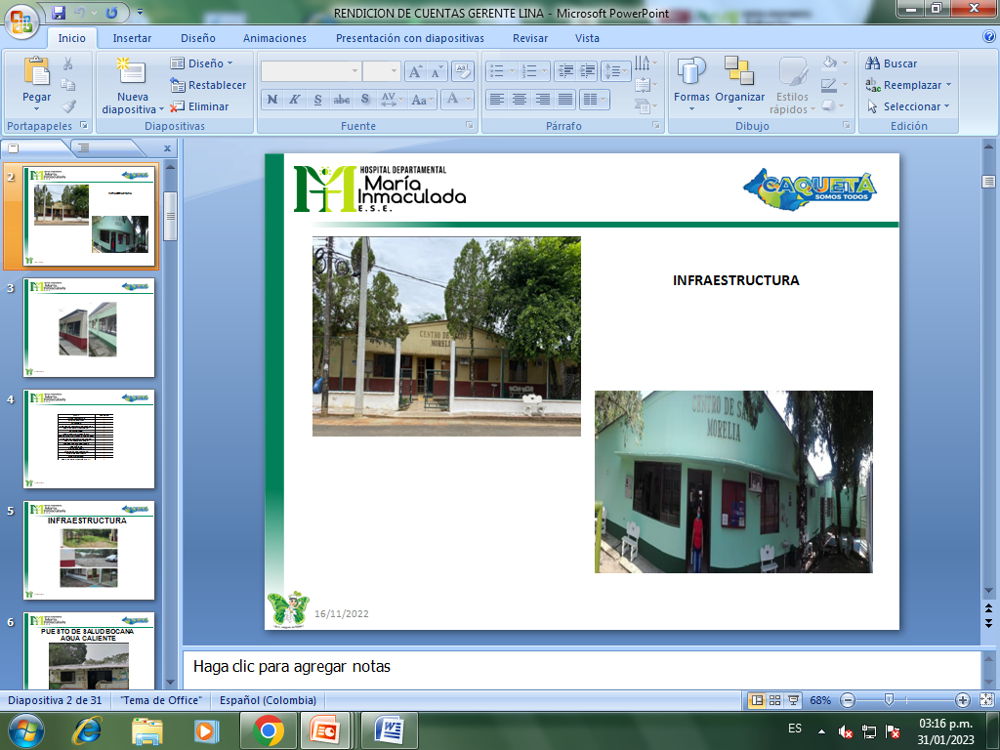 RENDICION DE CUENTAS GERENTE LINA - Microsoft PowerPoint
Inicio
Insertar
Diseño
Animaciones
Presentación con diapositivas
Revisar
Vista
Pegar
Portapapeles
Nueva
diapositiva
Diseño
Restablecer
Eliminar
Diapositivas
N K S abc S AV Aa A
Fuente
Párrafo
Formas
Organizar
Estilos
rápidos
Dibujo
Buscar
Reemplazar
Seleccionar
Edición
2
3
4
5
INFRAESTRUCTURA
6
PUESTO DE SALUD BOCANA
AGUA CALIENTE
HOSPITAL DEPARTAMENTAL
María
Inmaculada
E.S.E.
CAQUETÁ
SOMOS TODOS
INFRAESTRUCTURA
MORELIA
CENTRO DE SA
MORELIA
16/11/2022
Haga clic para agregar notas
Diapositiva 2 de 31
"Tema de Office"
Español (Colombia)
68%
ES
03:16 p.m.
31/01/2023